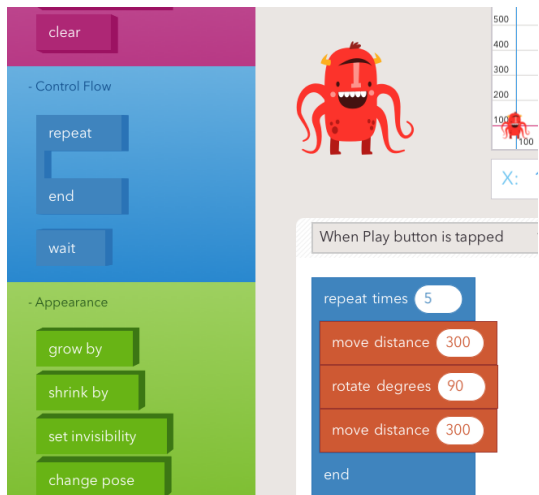 clear
- Control Flow
repeat
end
wait
- Appearance
grow by
shrink by
set invisibility
change pose
500
400
300
200
100
100
X:
When Play button is tapped
repeat times 5
move distance 300
rotate degrees 90
move distance 300
end